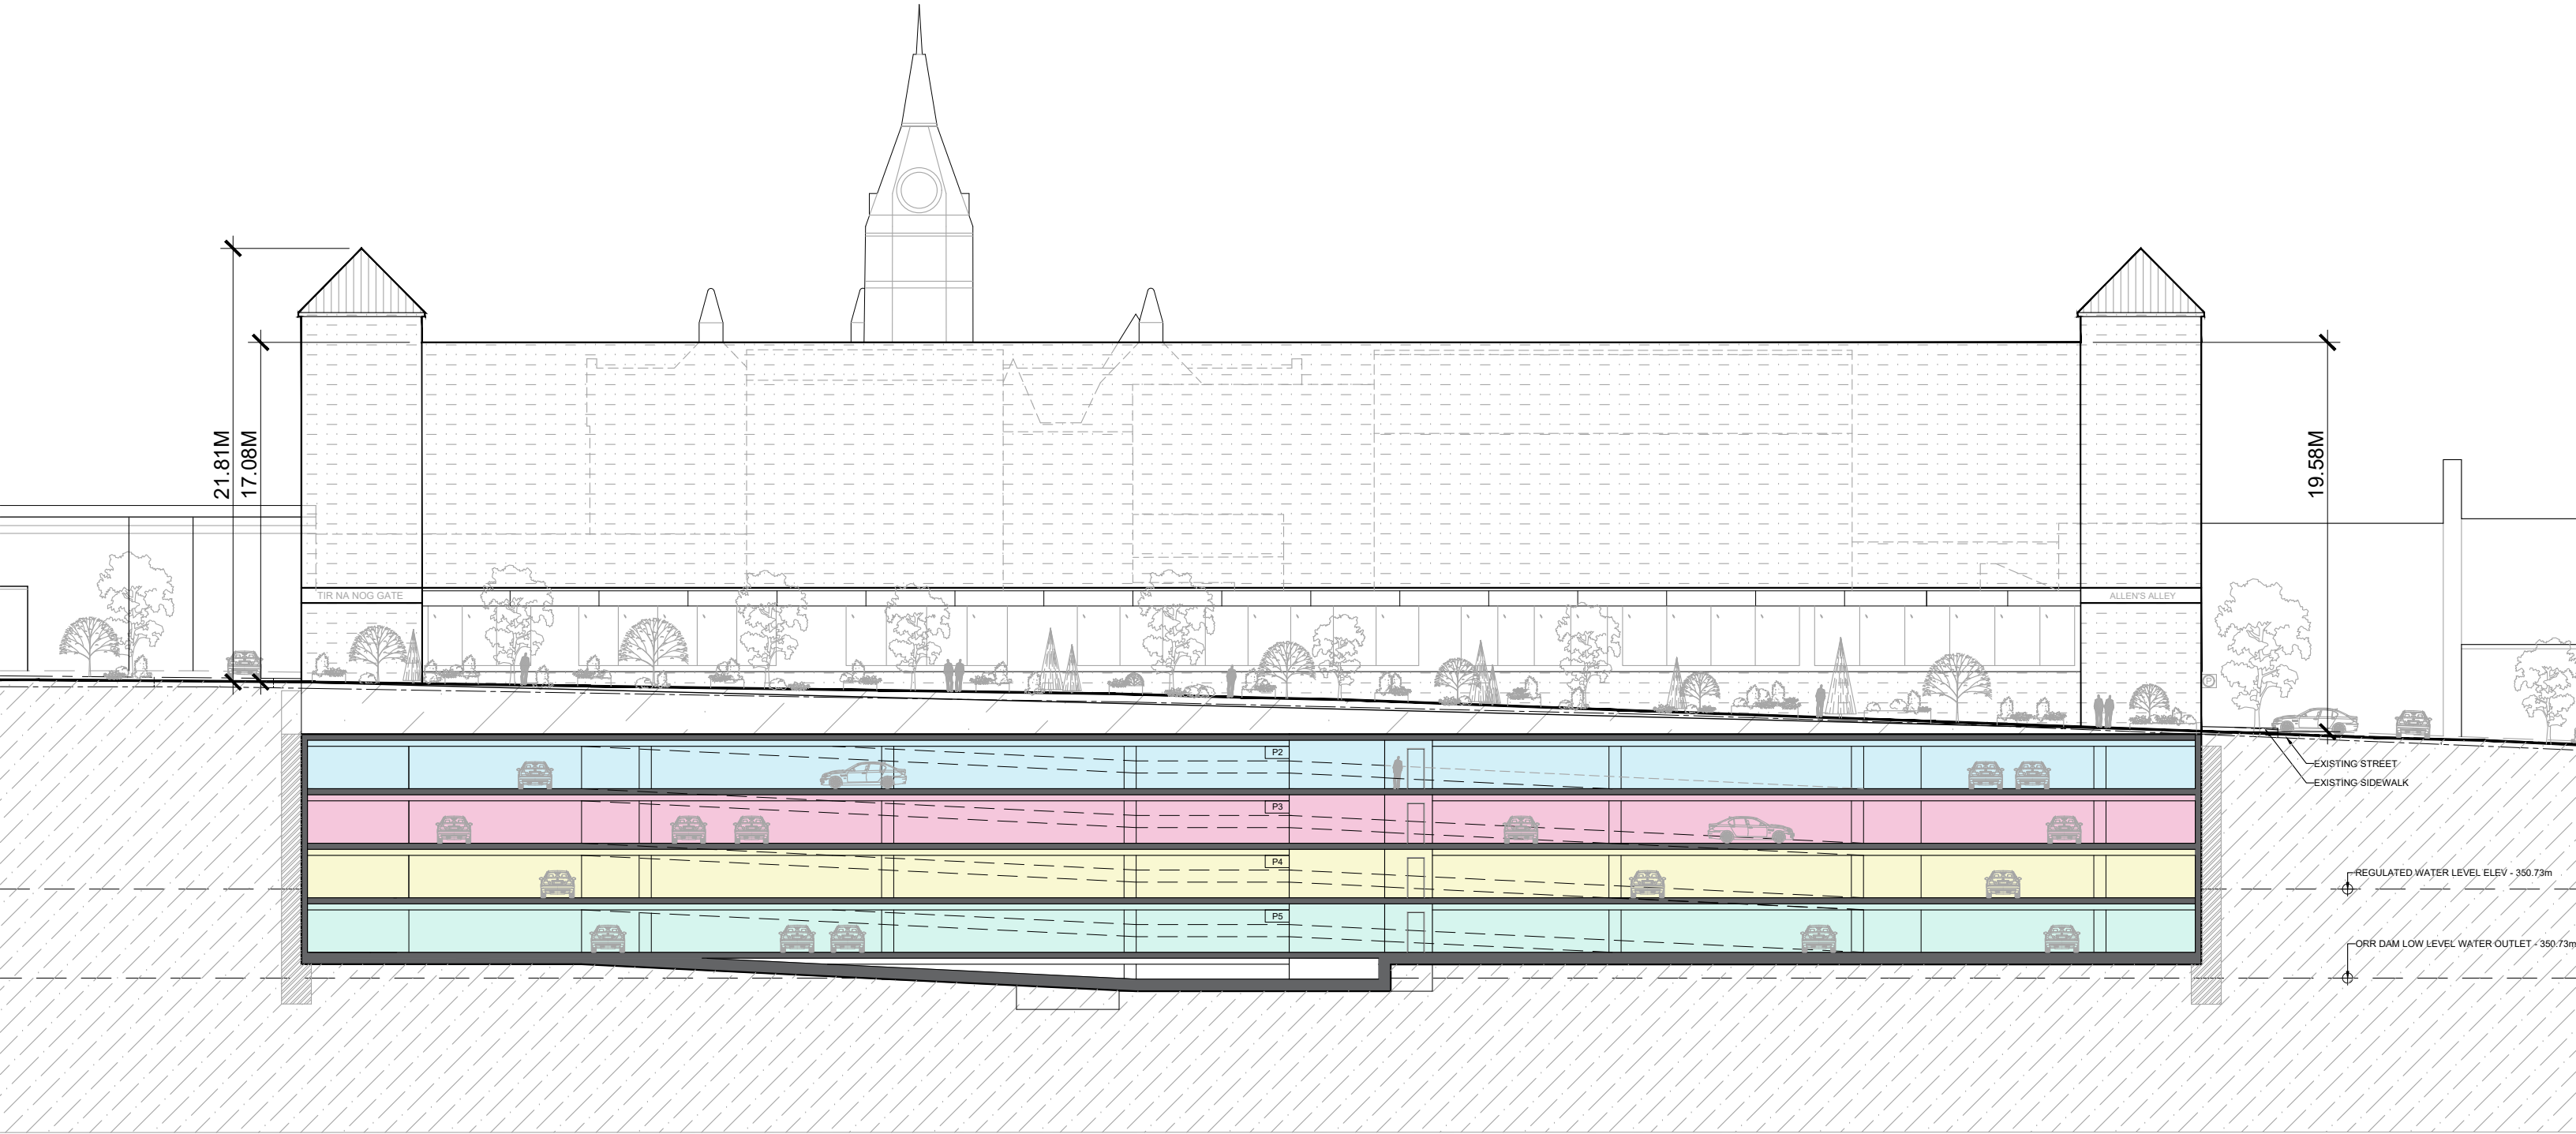 21.81M
17.08M
19.58M
TIR NA NOG GATE
ALLEN'S ALLEY
P
P2
EXISTING STREET
EXISTING SIDEWALK
P3
P4
REGULATED WATER LEVEL ELEV - 350.73m
P5
ORR DAM LOW LEVEL WATER OUTLET - 350.73m